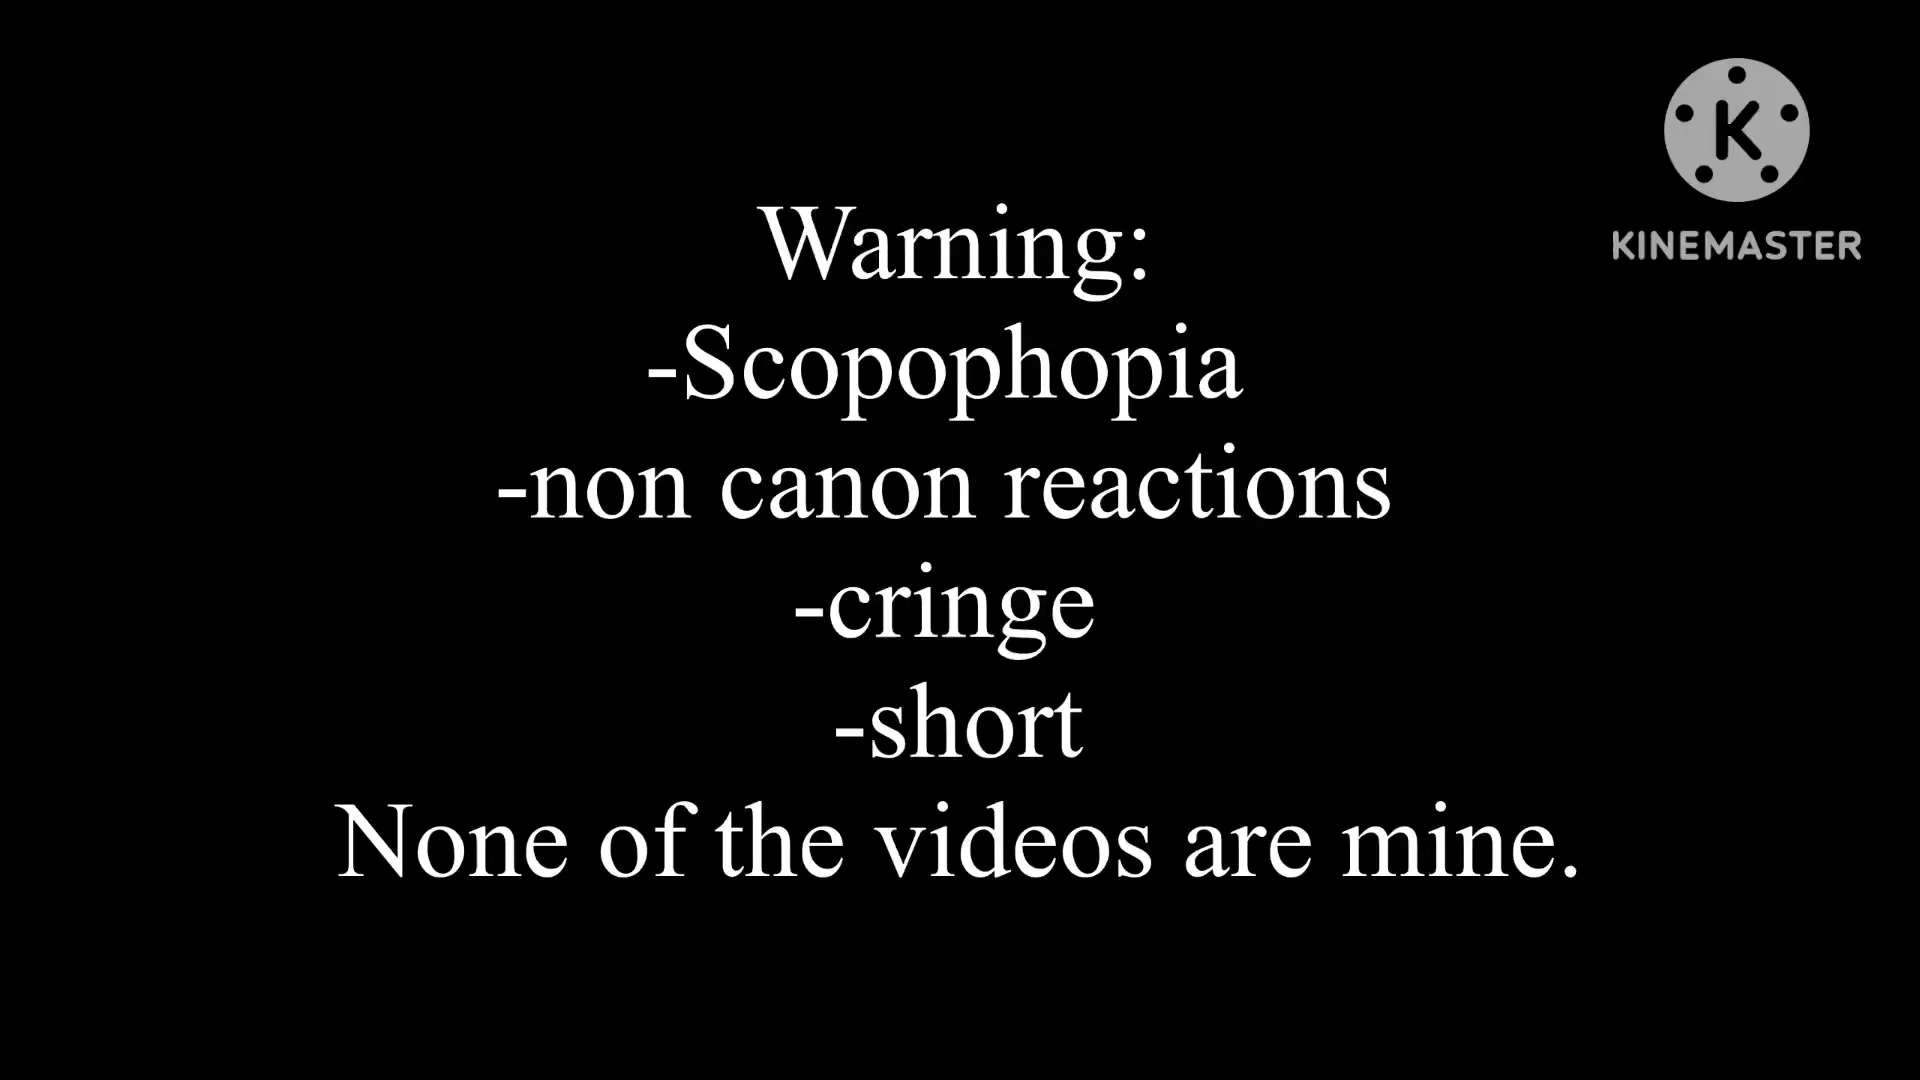 K
KINEMASTER
Warning:
-Scopophopia
-non canon reactions
-cringe
-short
None of the videos are mine.